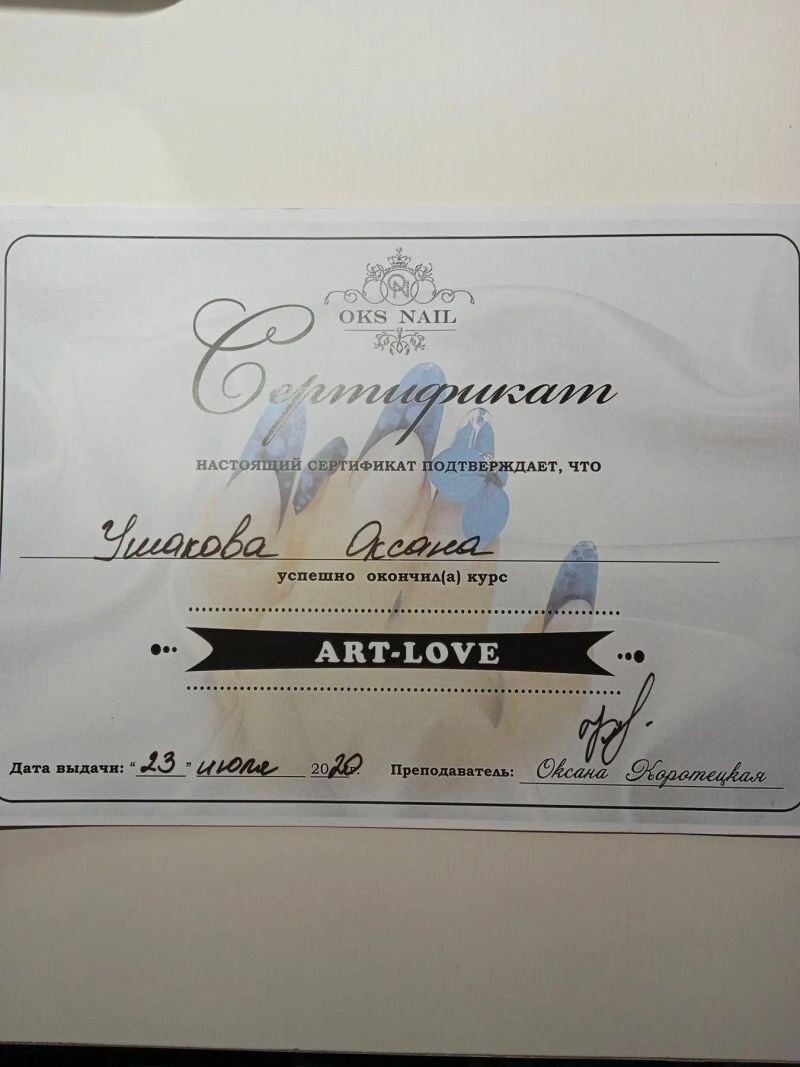 OKS NAIL
Сертификат
НАСТОЯЩИЙ СЕРТИФИКАТ ПОДТВЕРЖДАЕТ, ЧТО
Ушакова Оксана
успешно окончил(а) курс
ART-LOVE
Дата выдачи: “23” июля 2020г. Преподаватель: Оксана Коротецкая